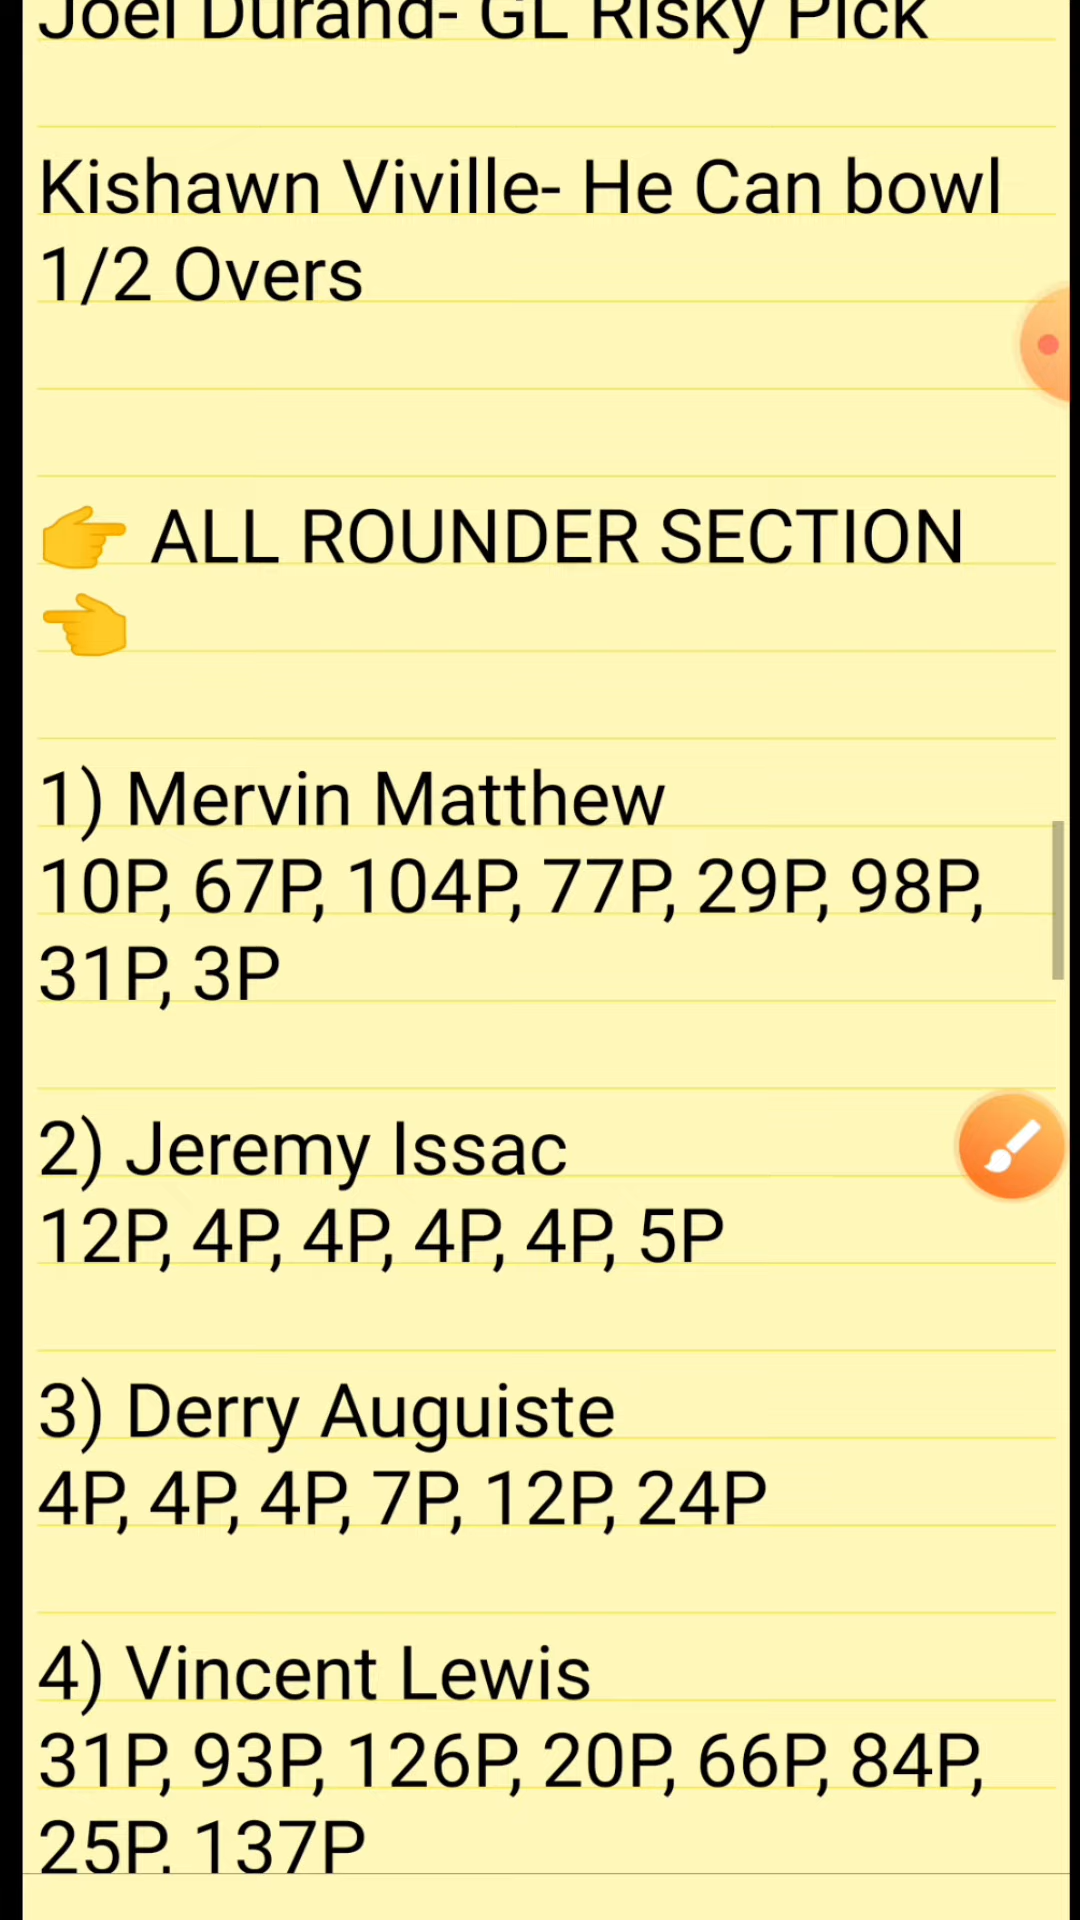 Joel Durand- GL Risky Pick
Kishawn Viville- He Can bowl
1/2 Overs
👉 ALL ROUNDER SECTION
👈
1) Mervin Matthew
10P, 67P, 104P, 77P, 29P, 98P,
31P, 3P
2) Jeremy Issac
12P, 4P, 4P, 4P, 4P, 5P
3) Derry Auguiste
4P, 4P, 4P, 7P, 12P, 24P
4) Vincent Lewis
31P, 93P, 126P, 20P, 66P, 84P,
25P, 137P